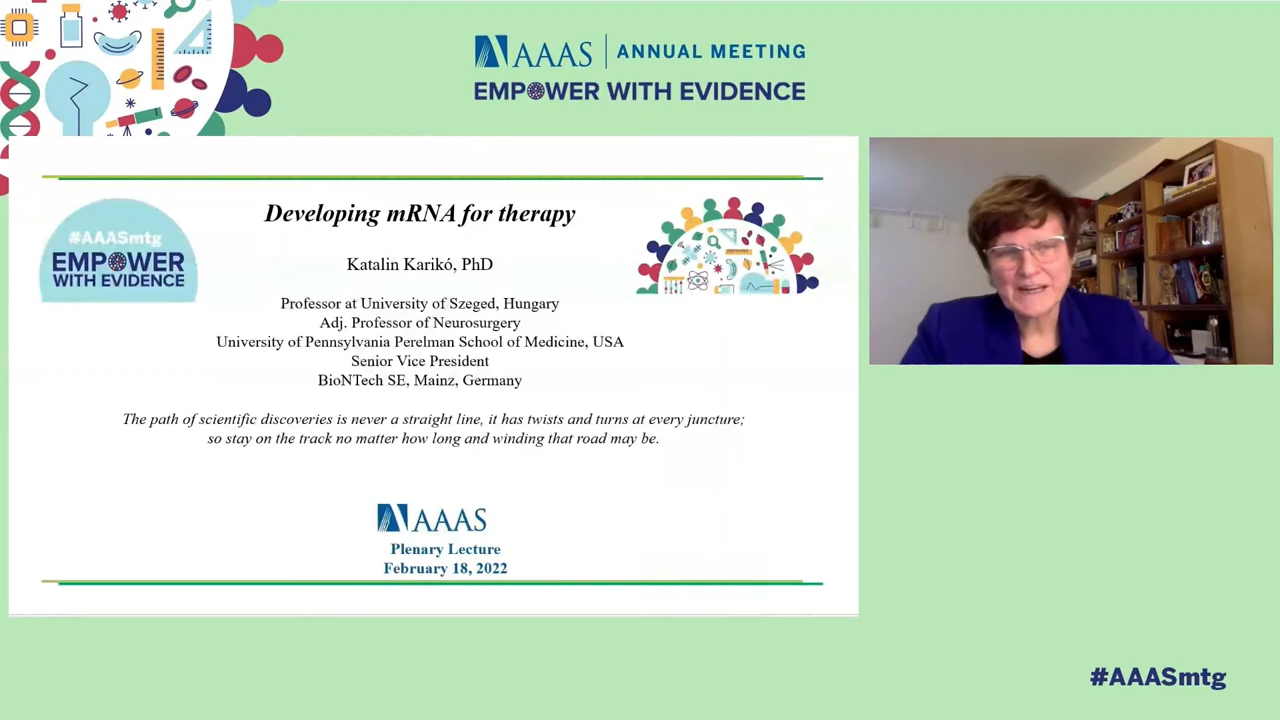 AAAS | ANNUAL MEETING
EMPOWER WITH EVIDENCE
#AAASmtg
EMPOWER
WITH EVIDENCE
Developing mRNA for therapy
Katalin Karikó, PhD
Professor at University of Szeged, Hungary
Adj. Professor of Neurosurgery
University of Pennsylvania Perelman School of Medicine, USA
Senior Vice President
BioNTech SE, Mainz, Germany
The path of scientific discoveries is never a straight line, it has twists and turns at every juncture;
so stay on the track no matter how long and winding that road may be.
AAAS
Plenary Lecture
February 18, 2022
#AAASmtg